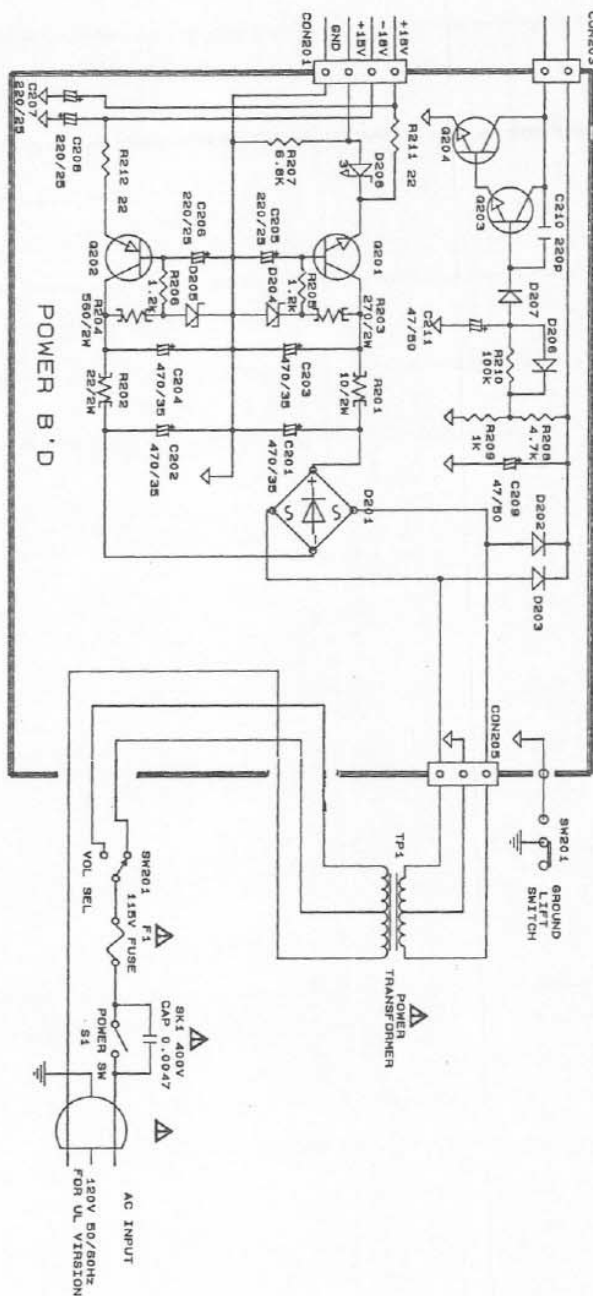 CON203
CON201
+18V
-18V
+15V
GND
C207
220/25
C208
220/25
R211 22
R212 22
D208
3V
R207
6.8K
Q204
Q203
C210 220p
D207
D206
C211
47/50
R210
100K
R209
1K
R208
4.7K
C209
47/50
D202
D203
Q201
Q202
C205
220/25
C206
220/25
R205
1.2K
R206
1.2K
D204
D205
R203
270/2W
R204
560/2W
C203
470/35
C204
470/35
R201
10/2W
R202
22/2W
C201
470/35
C202
470/35
D201
POWER B'D
CON205
SW201
GROUND
LIFT
SWITCH
TP1
POWER
TRANSFORMER
SW201
VOL SEL
F1
115V FUSE
SK1 400V
CAP 0.0047
POWER SW
S1
AC INPUT
120V 50/60Hz
FOR UL VIRSION